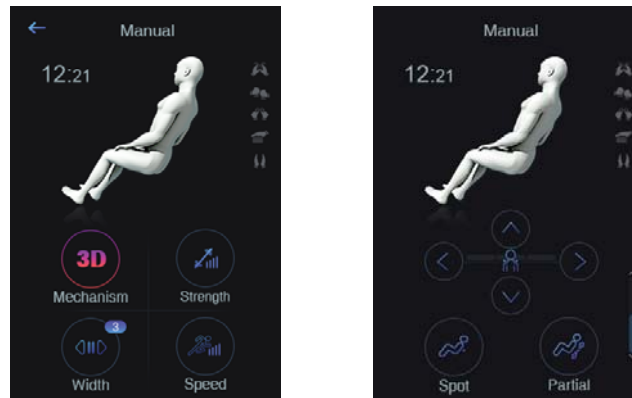 Manual
12:21
3D
Mechanism
Strength
3
Width
Speed
Manual
12:21
Spot
Partial